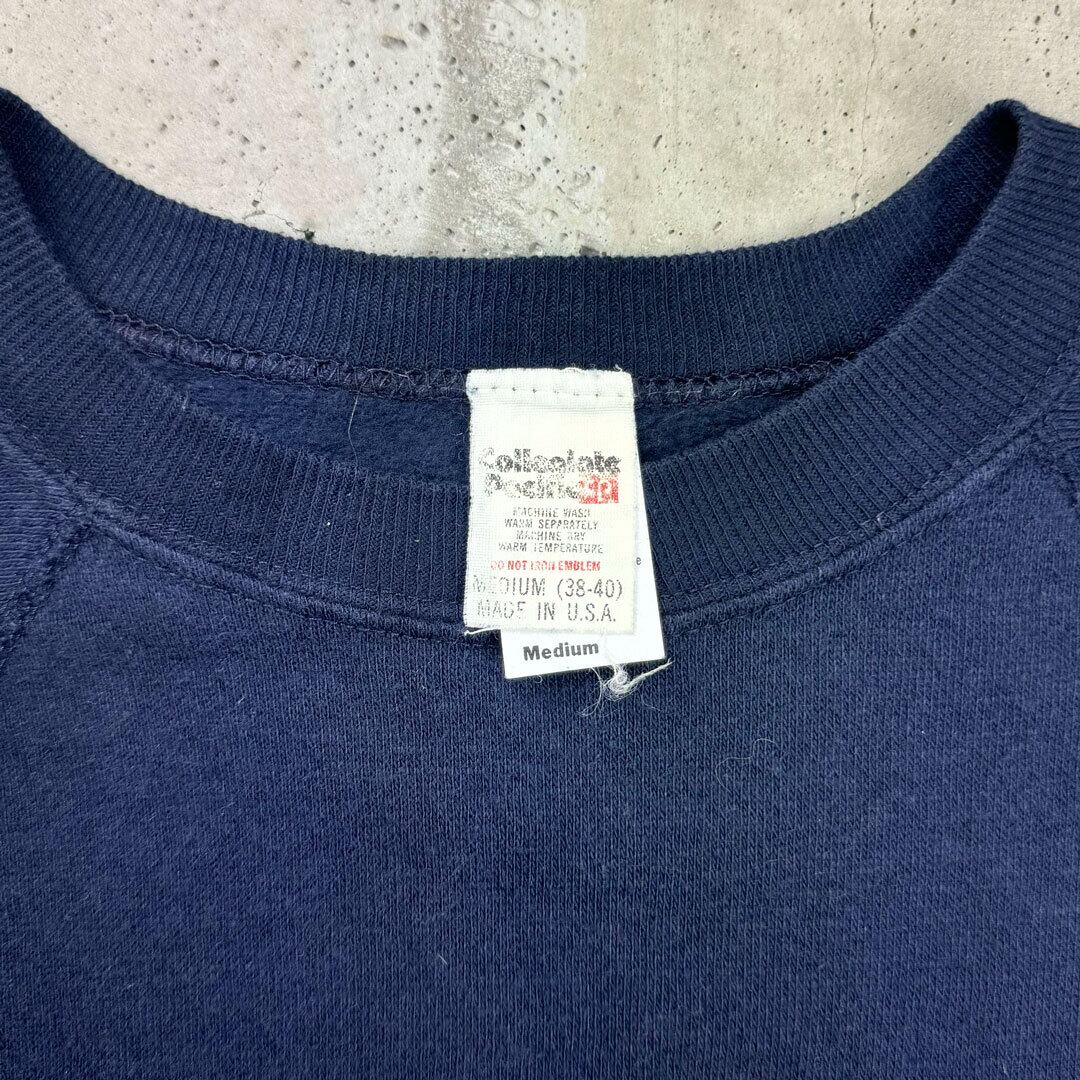 Collegiate
Pacific
MACHINE WASH
WARM SEPARATELY
MACHINE DRY
WARM TEMPERATURE
DO NOT IRON EMBLEM
MEDIUM (38-40)
MADE IN U.S.A.
e
Medium